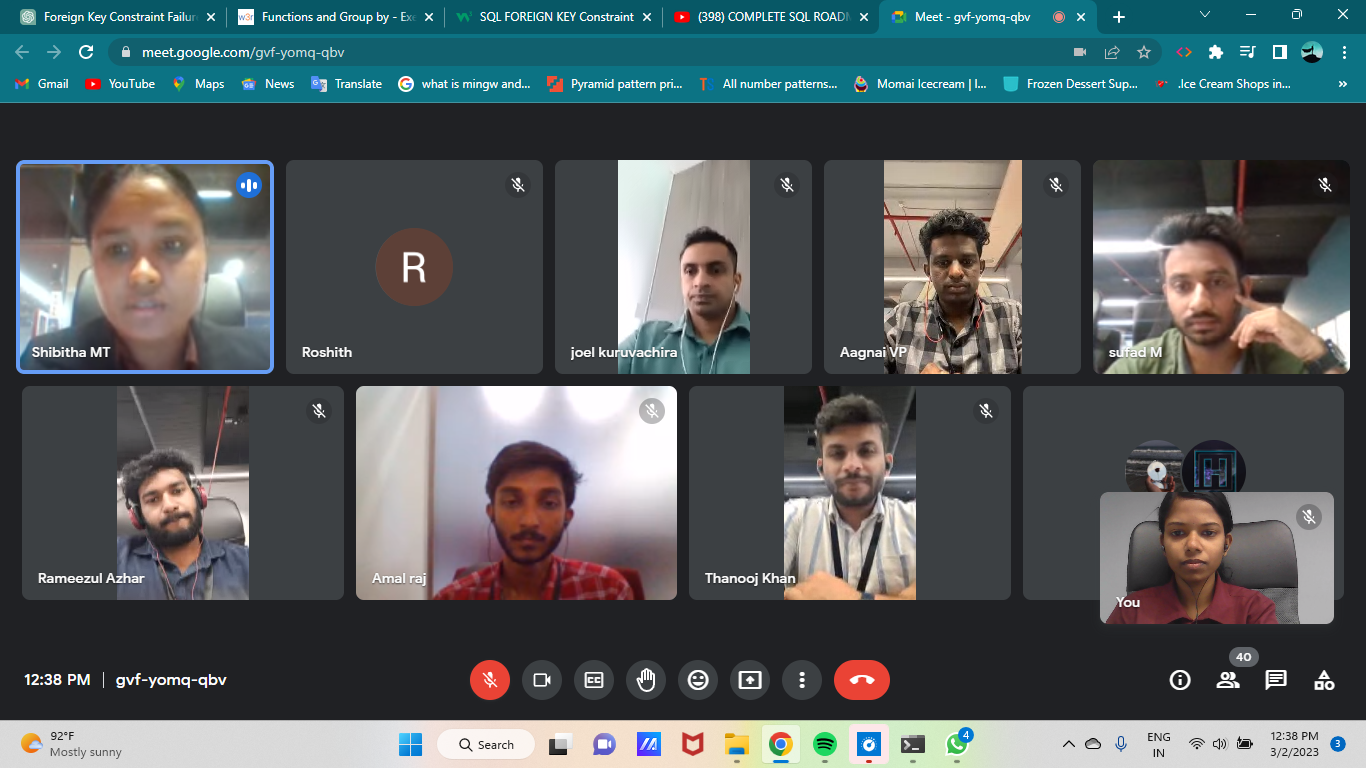 Foreign Key Constraint Failur
Functions and Group by - Exe
SQL FOREIGN KEY Constraint
(398) COMPLETE SQL ROADM
Meet - gvf-yomq-qbv
meet.google.com/gvf-yomq-qbv
Gmail
YouTube
Maps
News
Translate
what is mingw and...
Pyramid pattern pri...
All number patterns...
Momai Icecream | I...
Frozen Dessert Sup...
.Ice Cream Shops in...
»
Shibitha MT
R
Roshith
joel kuruvachira
Aagnai VP
sufad M
Rameezul Azhar
Amal raj
Thanooj Khan
H
You
12:38 PM | gvf-yomq-qbv
CC
40
92°F
Mostly sunny
Search
4
ENG
IN
12:38 PM
3/2/2023
3